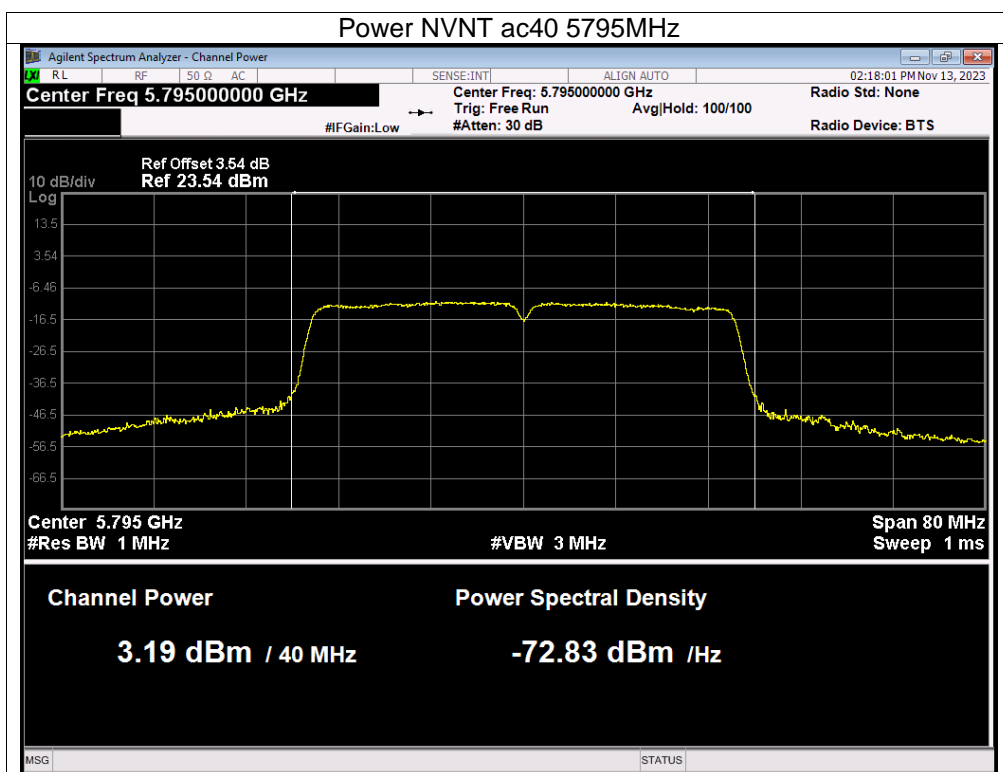 Power NVNT ac40 5795MHz
Agilent Spectrum Analyzer - Channel Power
LXI RL RF 50 Ω AC SENSE:INT ALIGN AUTO 02:18:01 PM Nov 13, 2023
Center Freq 5.795000000 GHz Center Freq: 5.795000000 GHz Radio Std: None
Trig: Free Run Avg|Hold: 100/100
#IFGain:Low #Atten: 30 dB Radio Device: BTS
Ref Offset 3.54 dB
10 dB/div Ref 23.54 dBm
Log
13.5
3.54
-6.46
-16.5
-26.5
-36.5
-46.5
-56.5
-66.5
Center 5.795 GHz Span 80 MHz
#Res BW 1 MHz #VBW 3 MHz Sweep 1 ms
Channel Power Power Spectral Density
3.19 dBm / 40 MHz -72.83 dBm /Hz
MSG STATUS